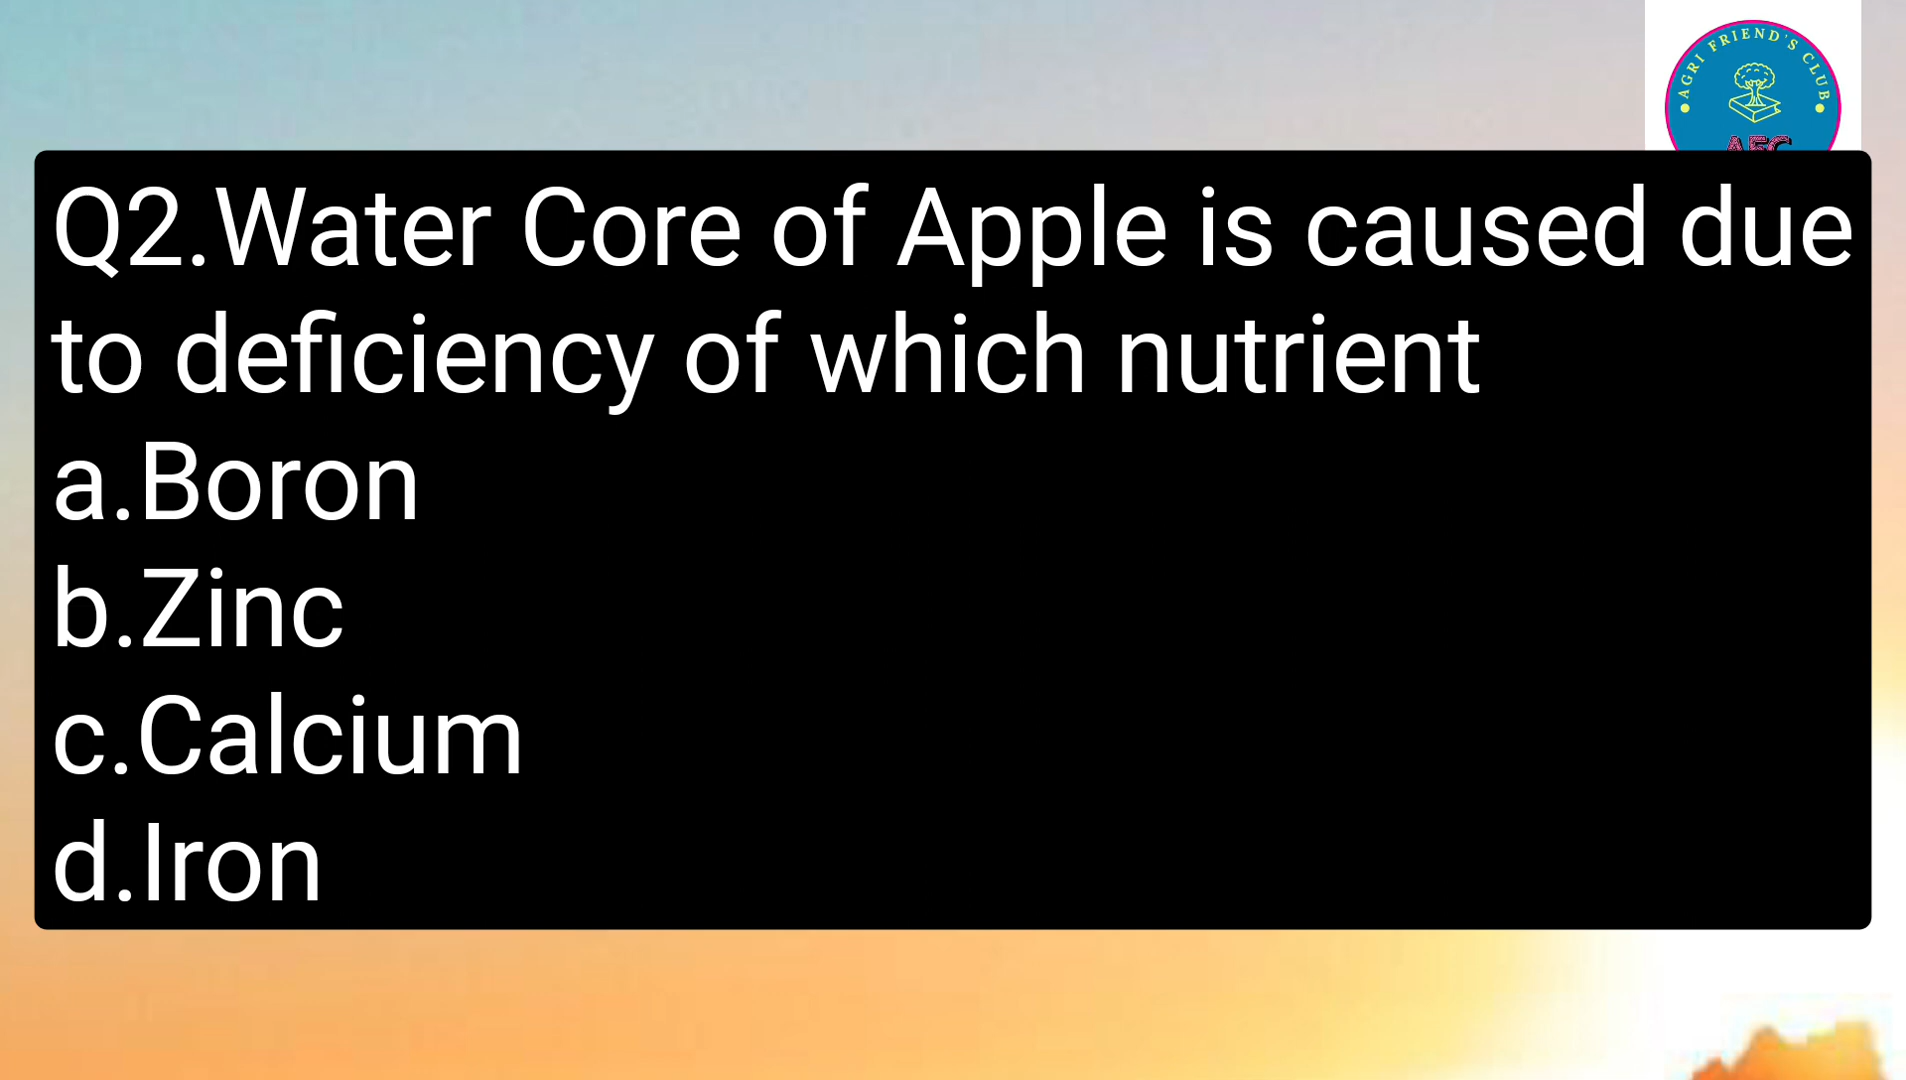 AGRI FRIEND'S CLUB
AFC
Q2.Water Core of Apple is caused due
to deficiency of which nutrient
a.Boron
b.Zinc
c.Calcium
d.Iron